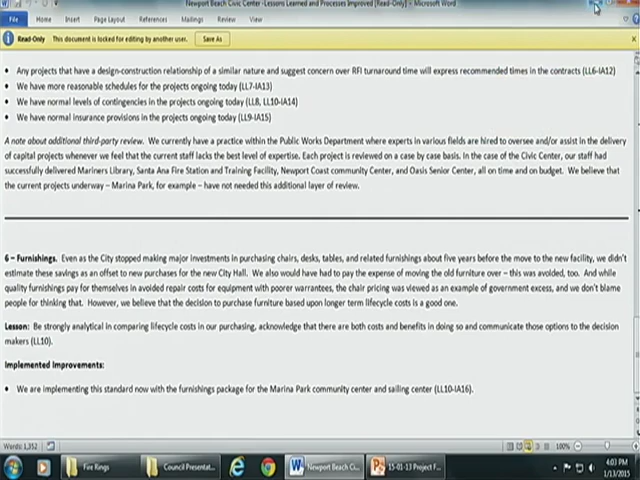 Newport Beach Civic Center -Lessons Learned and Processes Improved [Read-Only] - Microsoft Word
File Home Insert Page Layout References Mailings Review View
Read-Only This document is locked for editing by another user. Save As
• Any projects that have a design-construction relationship of a similar nature and suggest concern over RFI turnaround time will express recommended times in the contracts (LL6-IA12)
• We have more reasonable schedules for the projects ongoing today (LL7-IA13)
• We have normal levels of contingencies in the projects ongoing today (LL8, LL10-IA14)
• We have normal insurance provisions in the projects ongoing today (LL9-IA15)
A note about additional third-party review. We currently have a practice within the Public Works Department where experts in various fields are hired to oversee and/or assist in the delivery
of capital projects whenever we feel that the current staff lacks the best level of expertise. Each project is reviewed on a case by case basis. In the case of the Civic Center, our staff had
successfully delivered Mariners Library, Santa Ana Fire Station and Training Facility, Newport Coast community Center, and Oasis Senior Center, all on time and on budget. We believe that
the current projects underway – Marina Park, for example – have not needed this additional layer of review.
6 – Furnishings. Even as the City stopped making major investments in purchasing chairs, desks, tables, and related furnishings about five years before the move to the new facility, we didn't
estimate these savings as an offset to new purchases for the new City Hall. We also would have had to pay the expense of moving the old furniture over – this was avoided, too. And while
quality furnishings pay for themselves in avoided repair costs for equipment with poorer warranties, the chair pricing was viewed as an example of government excess, and we don't blame
people for thinking that. However, we believe that the decision to purchase furniture based upon longer term lifecycle costs is a good one.
Lesson: Be strongly analytical in comparing lifecycle costs in our purchasing, acknowledge that there are both costs and benefits in doing so and communicate those options to the decision
makers (LL10).
Implemented Improvements:
• We are implementing this standard now with the furnishings package for the Marina Park community center and sailing center (LL10-IA16).
Words: 1,352 100%
Fire Rings Council Presentat... Newport Beach Ci... 15-01-13 Project F... 4:03 PM
1/13/2015